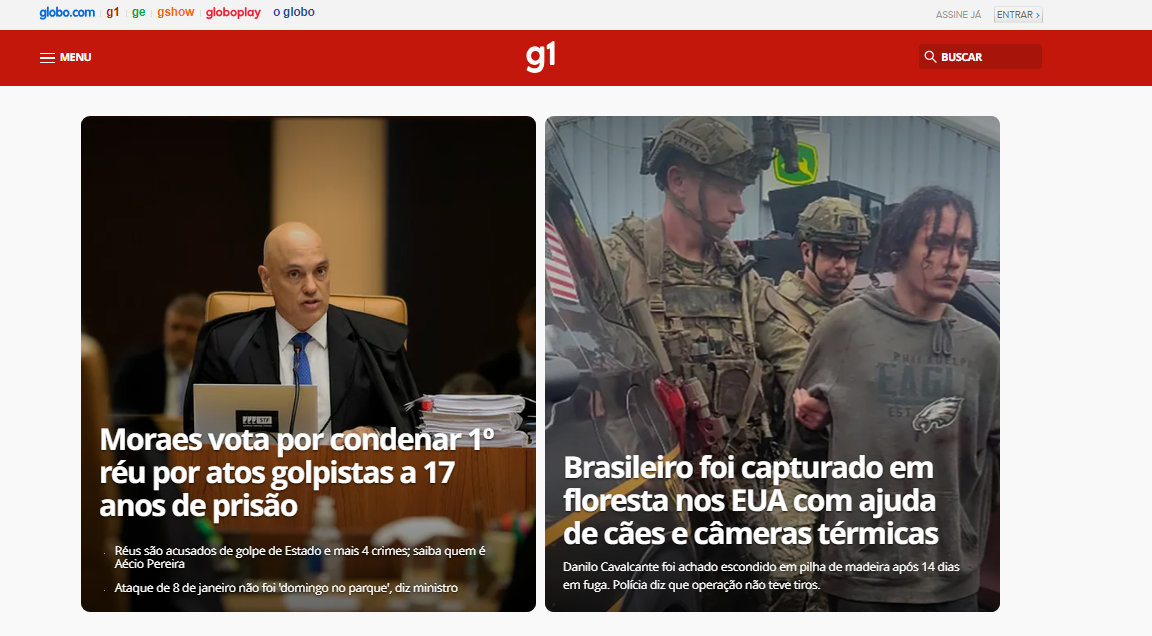 globo.com g1 ge gshow globoplay o globo
ASSINE JÁ ENTRAR ›
MENU
g1
BUSCAR
Moraes vota por condenar 1º
réu por atos golpistas a 17
anos de prisão
Réus são acusados de golpe de Estado e mais 4 crimes; saiba quem é
Aécio Pereira
Ataque de 8 de janeiro não foi 'domingo no parque', diz ministro
PHILADELP
EAGL
EST
Brasileiro foi capturado em
floresta nos EUA com ajuda
de cães e câmeras térmicas
Danilo Cavalcante foi achado escondido em pilha de madeira após 14 dias
em fuga. Polícia diz que operação não teve tiros.